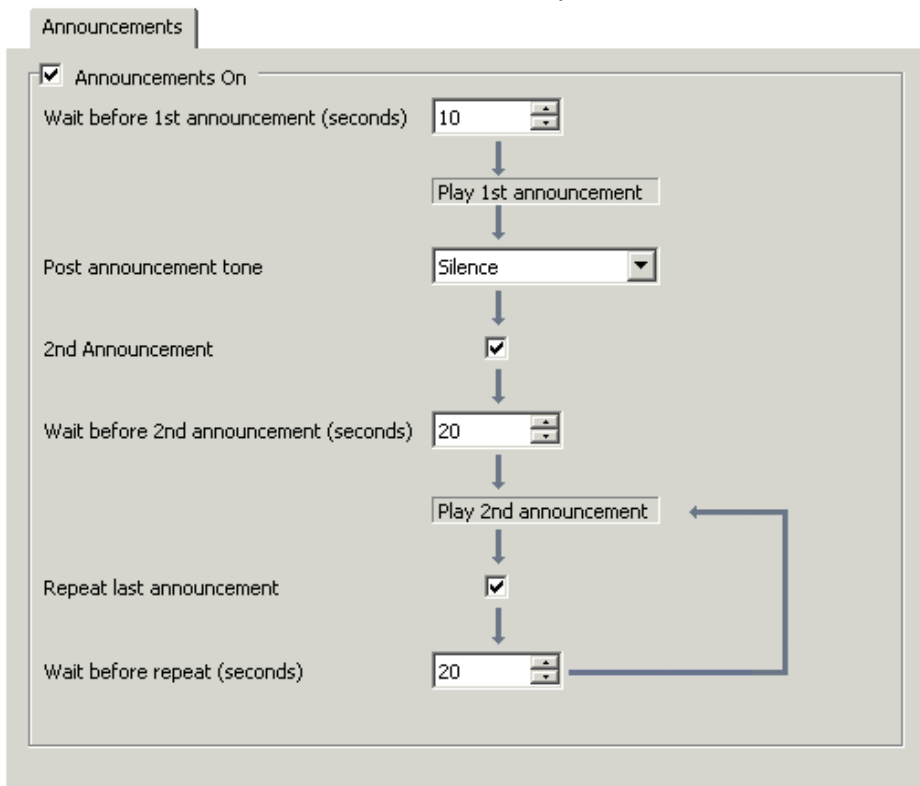 Announcements
Announcements On
Wait before 1st announcement (seconds) 10
Play 1st announcement
Post announcement tone Silence
2nd Announcement
Wait before 2nd announcement (seconds) 20
Play 2nd announcement
Repeat last announcement
Wait before repeat (seconds) 20